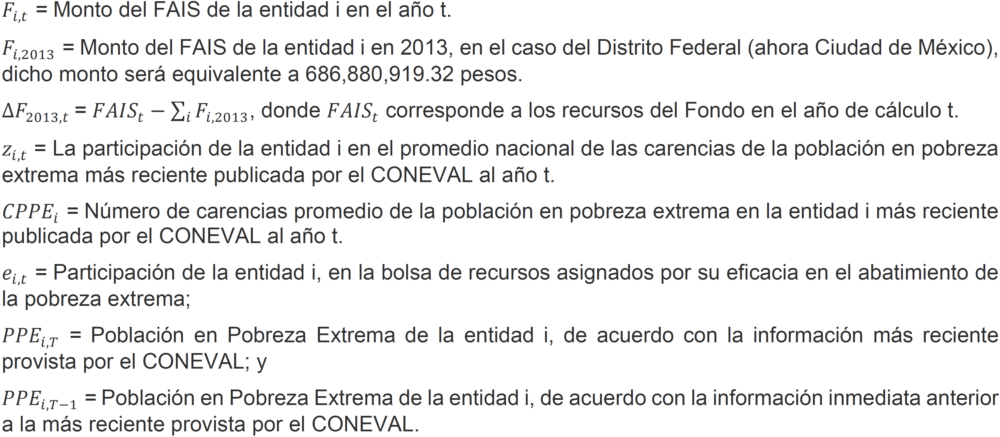 F_{i,t} = Monto del FAIS de la entidad i en el año t.
F_{i,2013} = Monto del FAIS de la entidad i en 2013, en el caso del Distrito Federal (ahora Ciudad de México),
dicho monto será equivalente a 686,880,919.32 pesos.
ΔF_{2013,t} = FAIS_t − ∑_i F_{i,2013}, donde FAIS_t corresponde a los recursos del Fondo en el año de cálculo t.
z_{i,t} = La participación de la entidad i en el promedio nacional de las carencias de la población en pobreza
extrema más reciente publicada por el CONEVAL al año t.
CPPE_i = Número de carencias promedio de la población en pobreza extrema en la entidad i más reciente
publicada por el CONEVAL al año t.
e_{i,t} = Participación de la entidad i, en la bolsa de recursos asignados por su eficacia en el abatimiento de
la pobreza extrema;
PPE_{i,T} = Población en Pobreza Extrema de la entidad i, de acuerdo con la información más reciente
provista por el CONEVAL; y
PPE_{i,T−1} = Población en Pobreza Extrema de la entidad i, de acuerdo con la información inmediata anterior
a la más reciente provista por el CONEVAL.